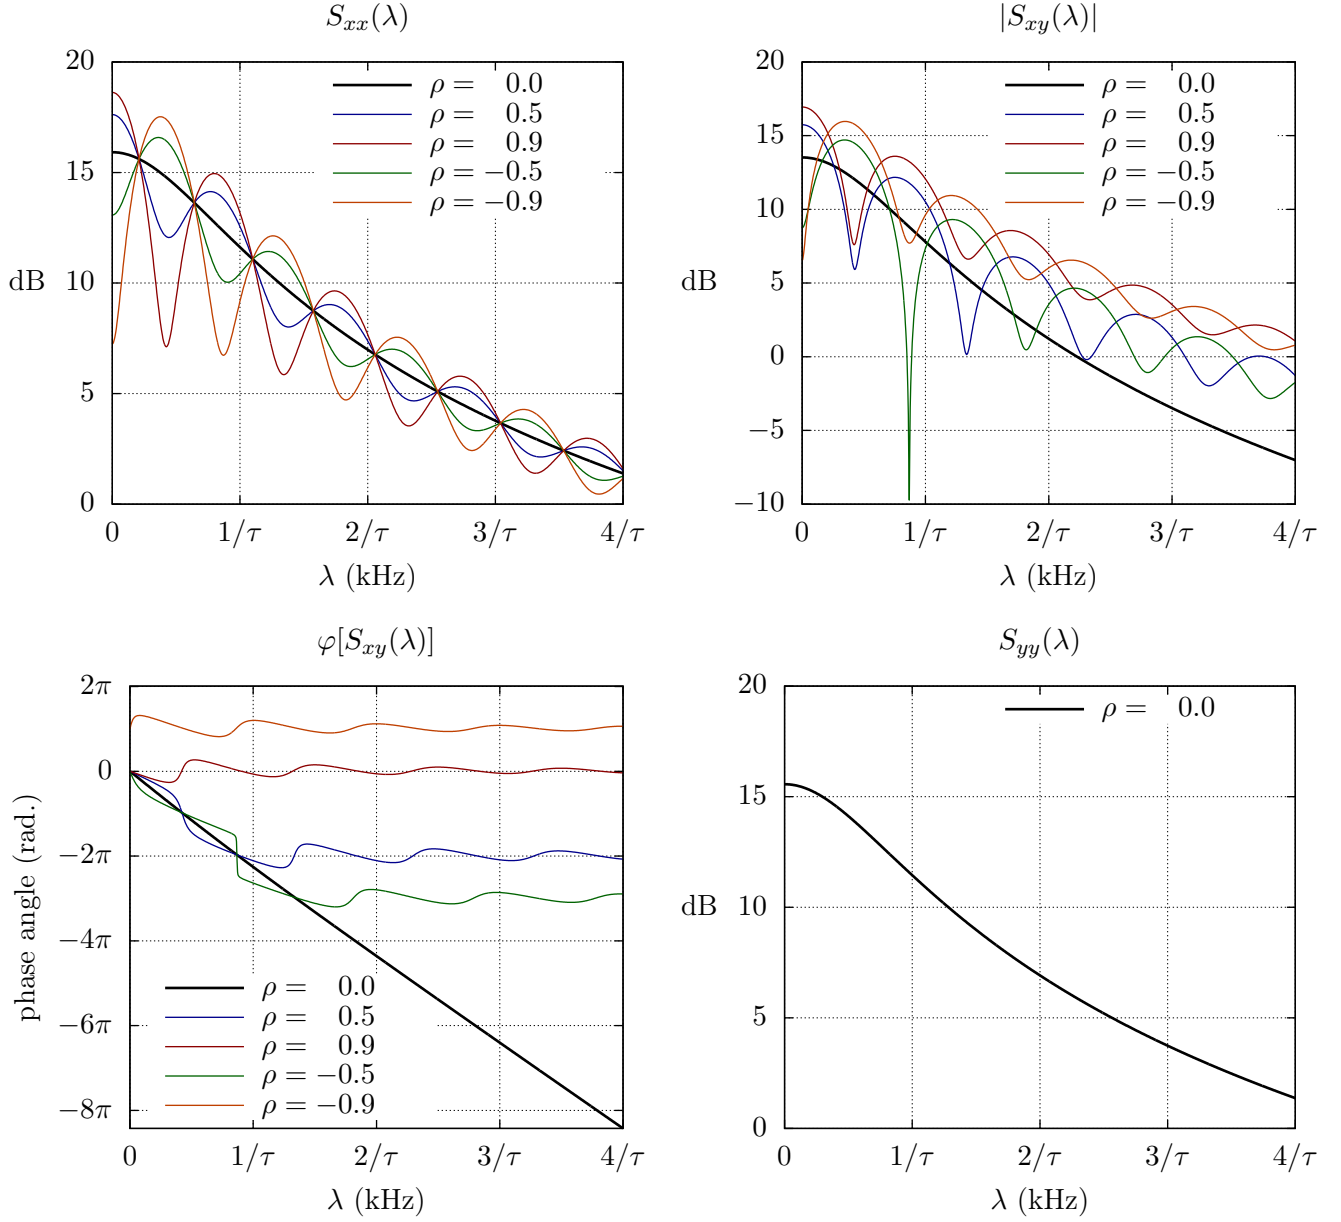 S_{xx}(λ)
20
15
10
5
0
dB
ρ = 0.0
ρ = 0.5
ρ = 0.9
ρ = −0.5
ρ = −0.9
0 1/τ 2/τ 3/τ 4/τ
λ (kHz)
|S_{xy}(λ)|
20
15
10
5
0
−5
−10
dB
ρ = 0.0
ρ = 0.5
ρ = 0.9
ρ = −0.5
ρ = −0.9
0 1/τ 2/τ 3/τ 4/τ
λ (kHz)
φ[S_{xy}(λ)]
2π
0
−2π
−4π
−6π
−8π
phase angle (rad.)
ρ = 0.0
ρ = 0.5
ρ = 0.9
ρ = −0.5
ρ = −0.9
0 1/τ 2/τ 3/τ 4/τ
λ (kHz)
S_{yy}(λ)
20
15
10
5
0
dB
ρ = 0.0
0 1/τ 2/τ 3/τ 4/τ
λ (kHz)